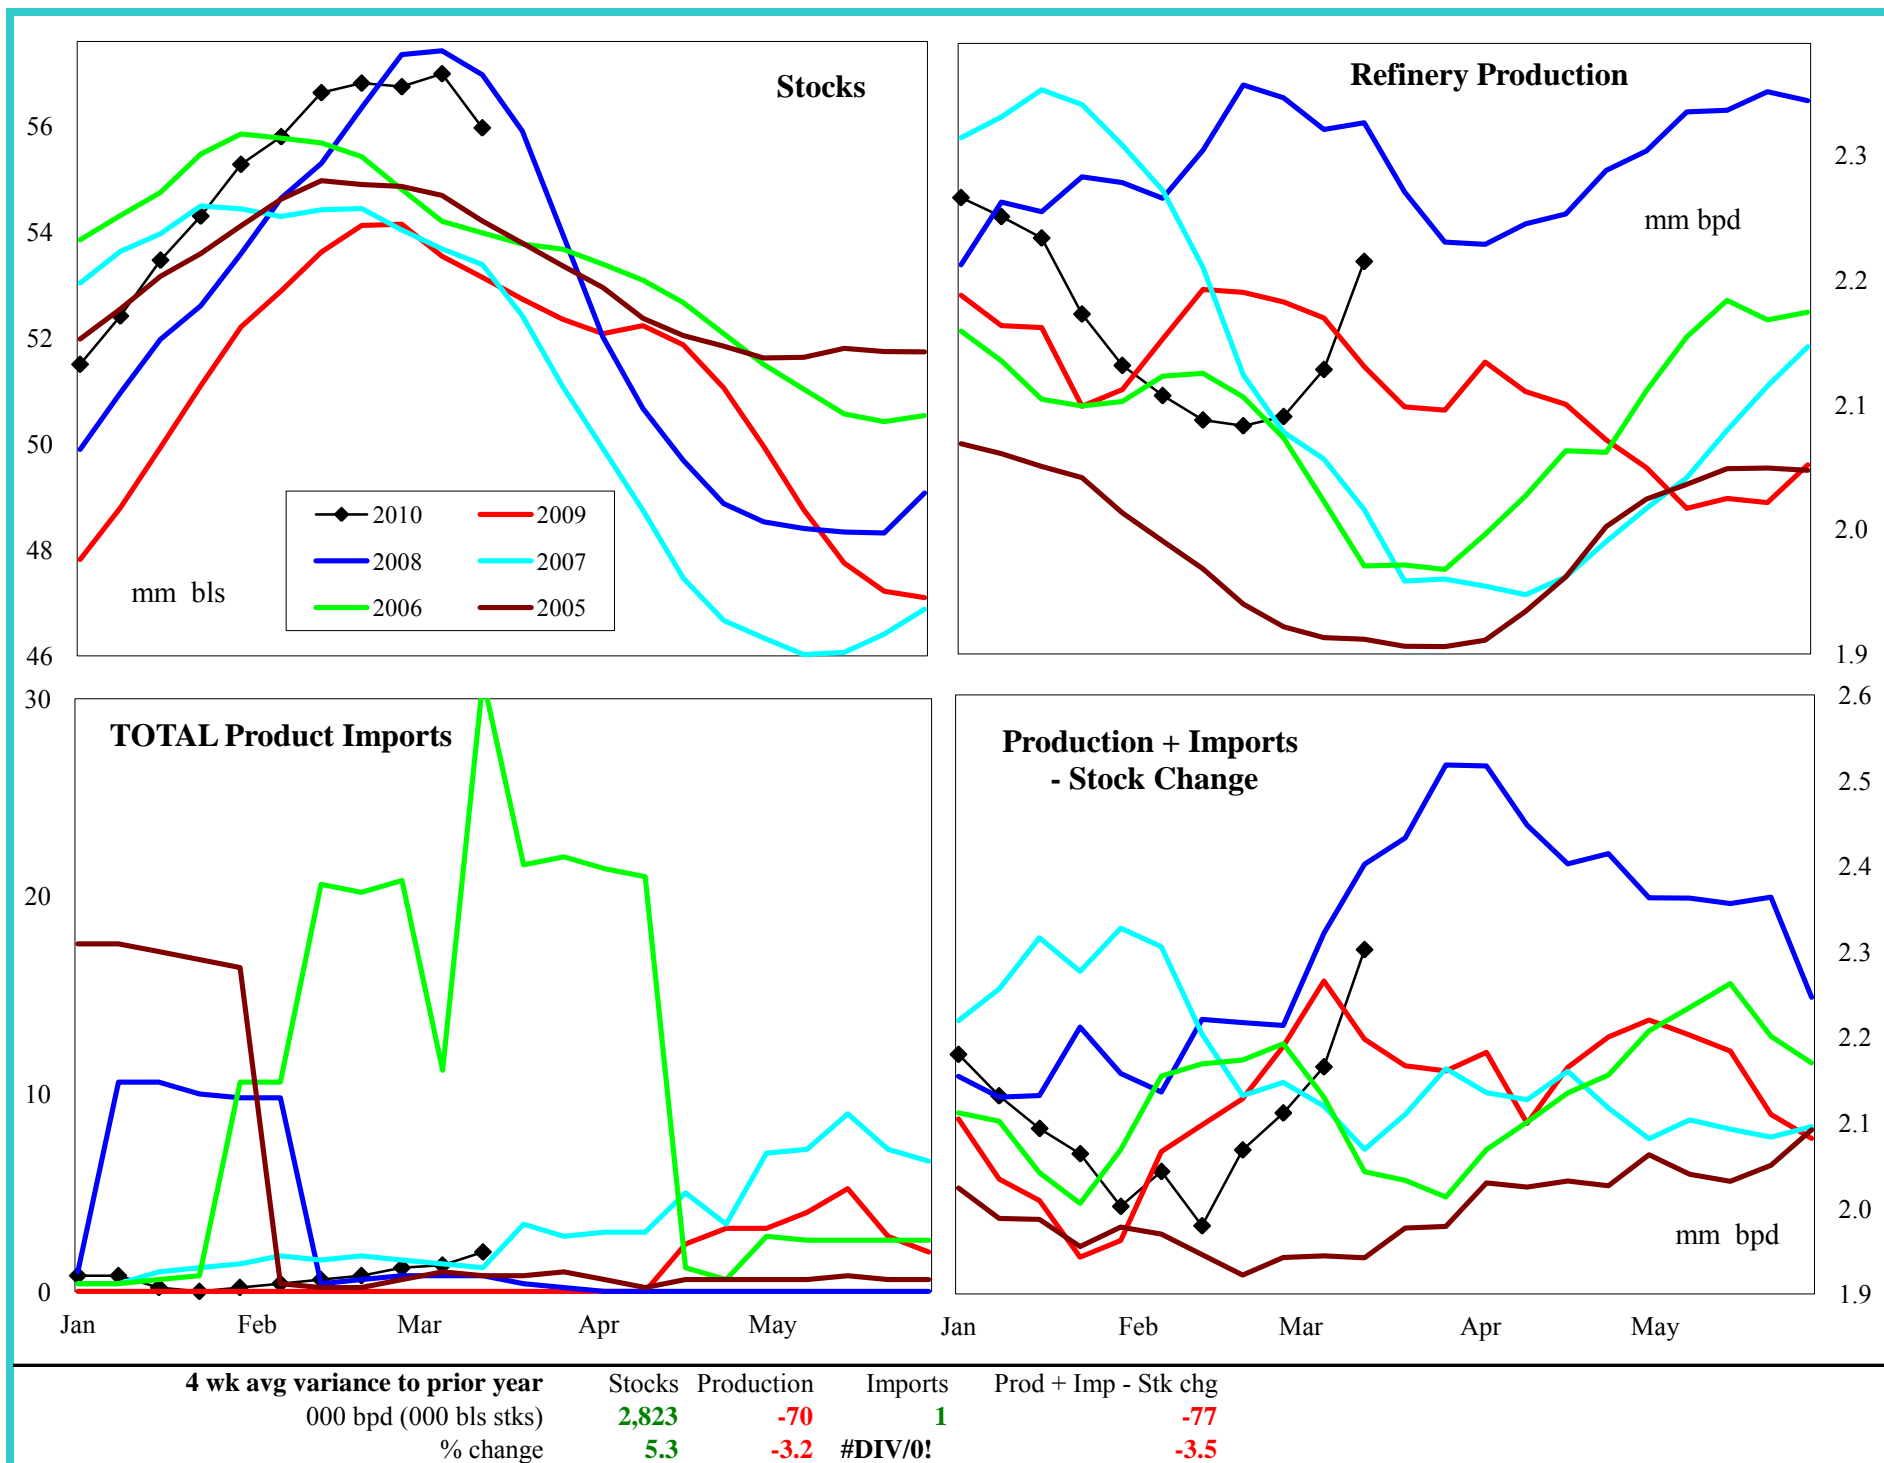 Stocks
56
54
52
50
48
46
mm bls
2010
2009
2008
2007
2006
2005
Refinery Production
mm bpd
2.3
2.2
2.1
2.0
1.9
TOTAL Product Imports
30
20
10
0
Jan Feb Mar Apr May
Production + Imports
- Stock Change
2.6
2.5
2.4
2.3
2.2
2.1
2.0
1.9
mm bpd
Jan Feb Mar Apr May
4 wk avg variance to prior year Stocks Production Imports Prod + Imp - Stk chg
000 bpd (000 bls stks) 2,823 -70 1 -77
% change 5.3 -3.2 #DIV/0! -3.5